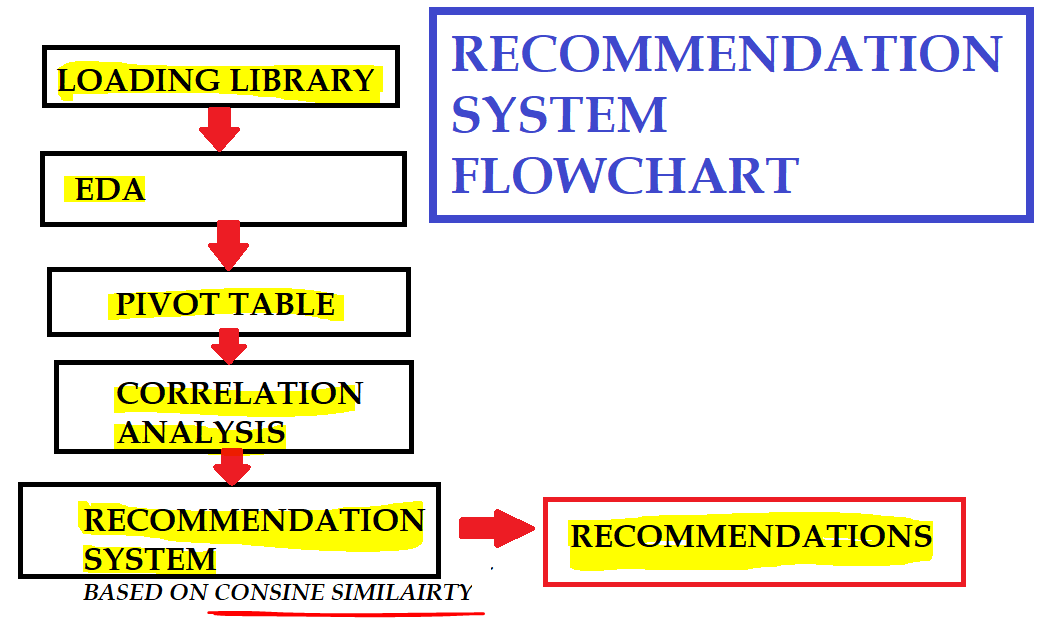 RECOMMENDATION
SYSTEM
FLOWCHART
LOADING LIBRARY
EDA
PIVOT TABLE
CORRELATION
ANALYSIS
RECOMMENDATION
SYSTEM
BASED ON CONSINE SIMILAIRTY
RECOMMENDATIONS